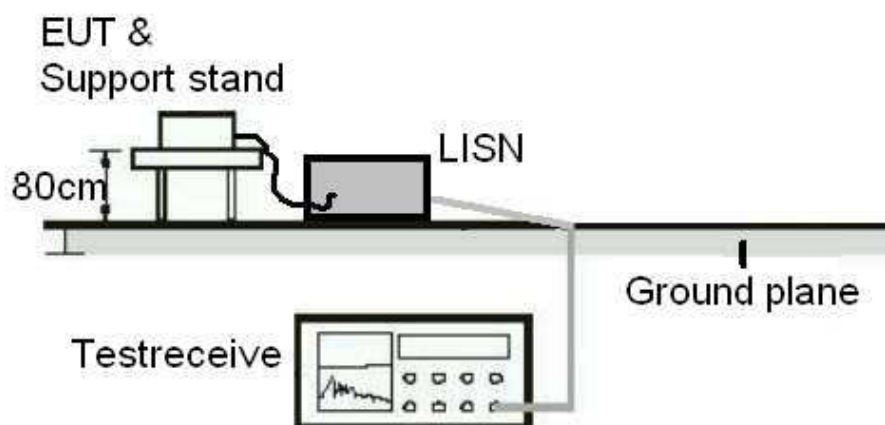 EUT &
Support stand
LISN
80cm
Ground plane
Testreceive